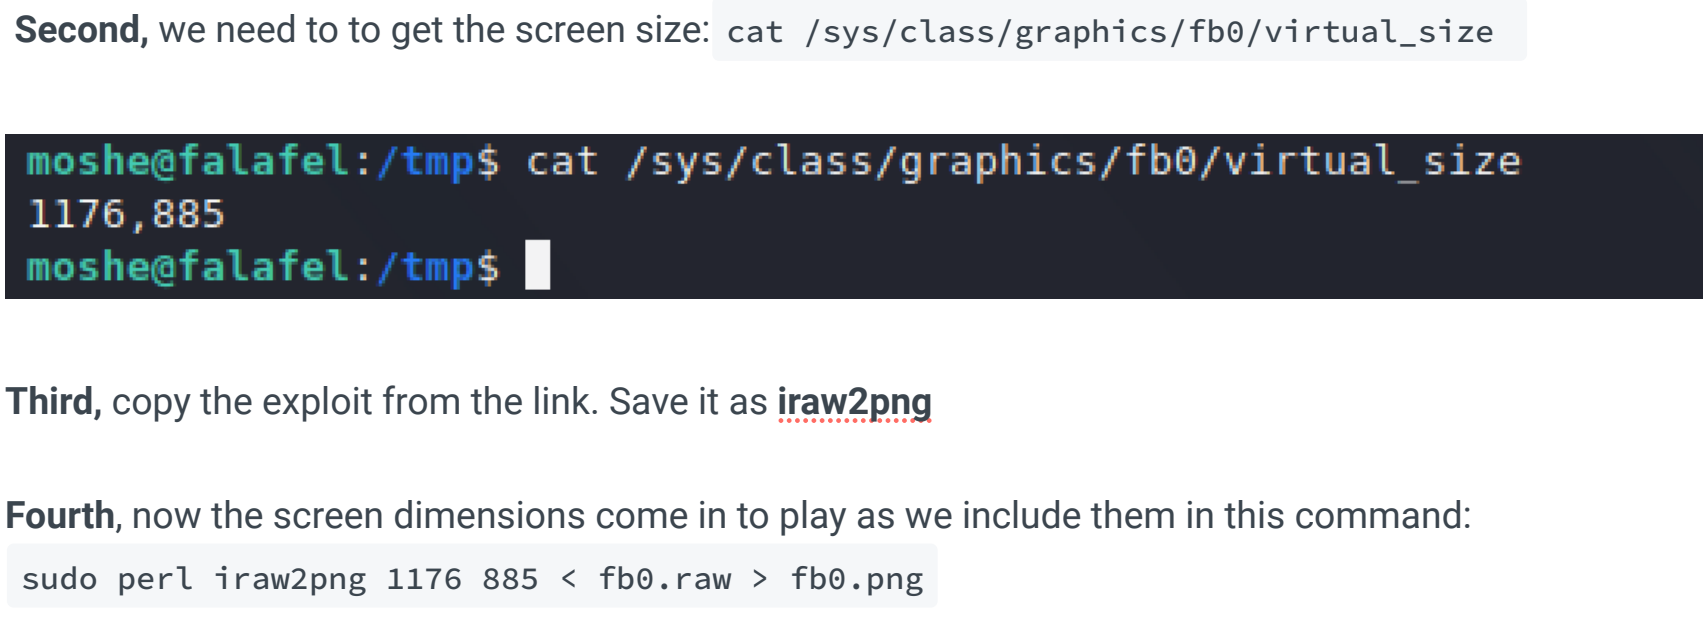 Second, we need to to get the screen size: cat /sys/class/graphics/fb0/virtual_size
moshe@falafel:/tmp$ cat /sys/class/graphics/fb0/virtual_size
1176,885
moshe@falafel:/tmp$
Third, copy the exploit from the link. Save it as iraw2png
Fourth, now the screen dimensions come in to play as we include them in this command:
sudo perl iraw2png 1176 885 < fb0.raw > fb0.png